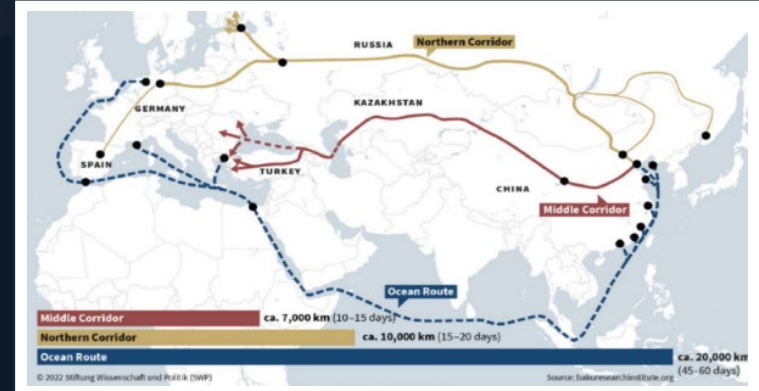 RUSSIA
Northern Corridor
GERMANY
KAZAKHSTAN
SPAIN
TURKEY
CHINA
Middle Corridor
Ocean Route
Middle Corridor
ca. 7,000 km (10–15 days)
Northern Corridor
ca. 10,000 km (15–20 days)
Ocean Route
ca. 20,000 km
(45-60 days)
© 2022 Stiftung Wissenschaft und Politik (SWP)
Source: bakuresearchinstitute.org